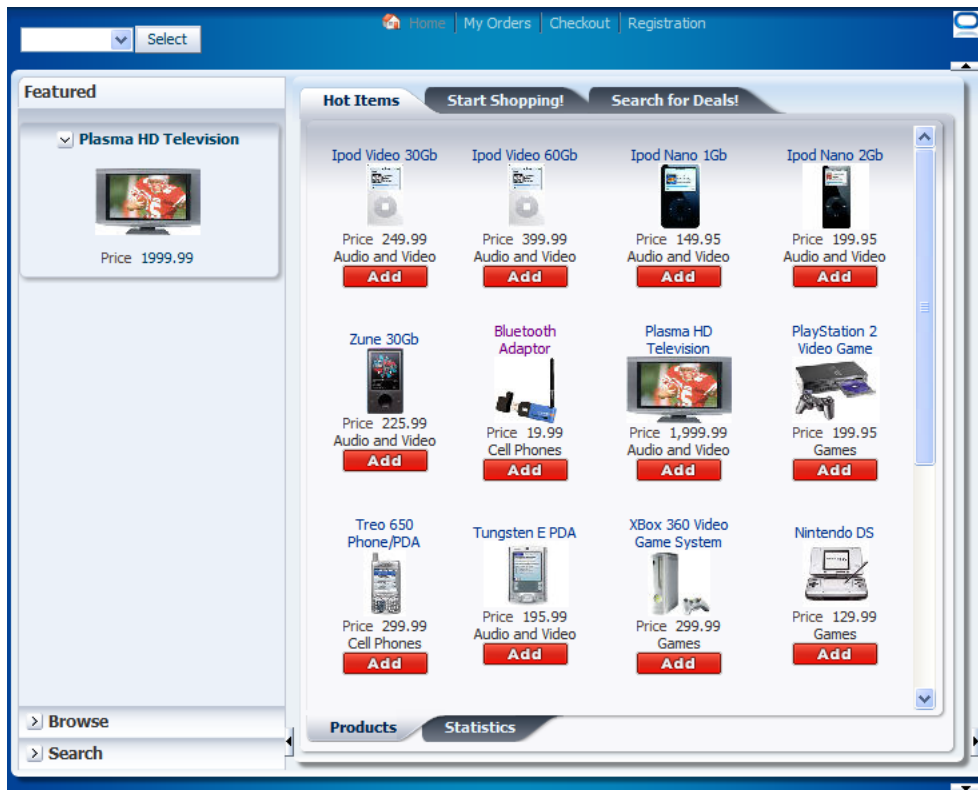 Select
Home My Orders Checkout Registration
Featured
Plasma HD Television
Price 1999.99
Browse
Search
Hot Items Start Shopping! Search for Deals!
Ipod Video 30Gb Ipod Video 60Gb Ipod Nano 1Gb Ipod Nano 2Gb
Price 249.99 Price 399.99 Price 149.95 Price 199.95
Audio and Video Audio and Video Audio and Video Audio and Video
Add Add Add Add
Zune 30Gb Bluetooth Adaptor Plasma HD Television PlayStation 2 Video Game
Price 225.99 Price 19.99 Price 1,999.99 Price 199.95
Audio and Video Cell Phones Audio and Video Games
Add Add Add Add
Treo 650 Phone/PDA Tungsten E PDA XBox 360 Video Game System Nintendo DS
Price 299.99 Price 195.99 Price 299.99 Price 129.99
Cell Phones Audio and Video Games Games
Add Add Add Add
Products Statistics